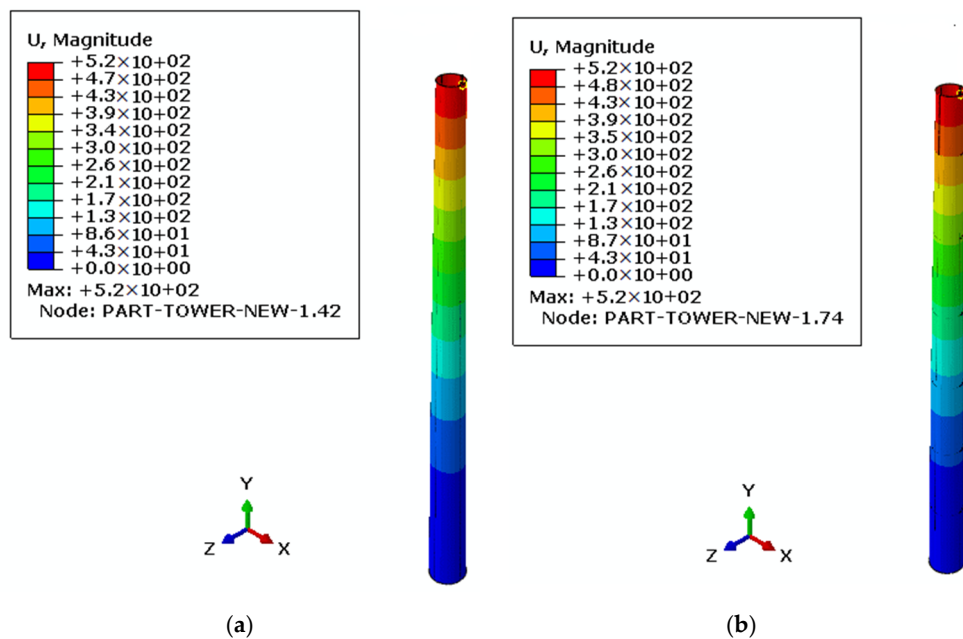 U, Magnitude
+5.2×10+02
+4.7×10+02
+4.3×10+02
+3.9×10+02
+3.4×10+02
+3.0×10+02
+2.6×10+02
+2.1×10+02
+1.7×10+02
+1.3×10+02
+8.6×10+01
+4.3×10+01
+0.0×10+00
Max: +5.2×10+02
Node: PART-TOWER-NEW-1.42
Y
Z
X
(a)
U, Magnitude
+5.2×10+02
+4.8×10+02
+4.3×10+02
+3.9×10+02
+3.5×10+02
+3.0×10+02
+2.6×10+02
+2.1×10+02
+1.7×10+02
+1.3×10+02
+8.7×10+01
+4.3×10+01
+0.0×10+00
Max: +5.2×10+02
Node: PART-TOWER-NEW-1.74
Y
Z
X
(b)